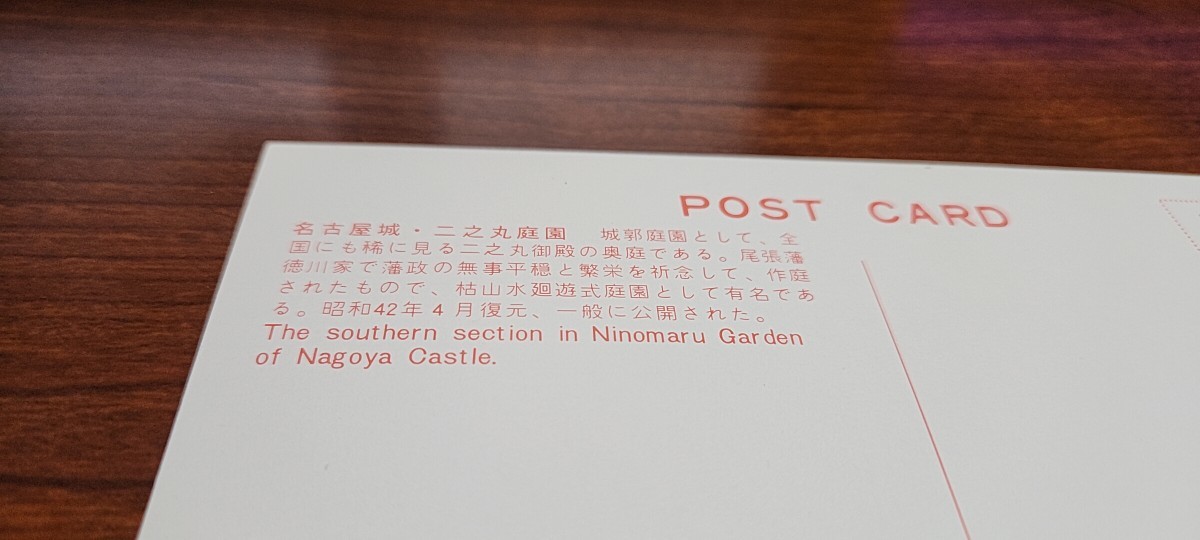 POST CARD
名古屋城・二之丸庭園　城郭庭園として、全
国にも稀に見る二之丸御殿の奥庭である。尾張藩
徳川家で藩政の無事平穏と繁栄を祈念して、作庭
されたもので、枯山水廻遊式庭園として有名であ
る。昭和42年4月復元、一般に公開された。
The southern section in Ninomaru Garden
of Nagoya Castle.